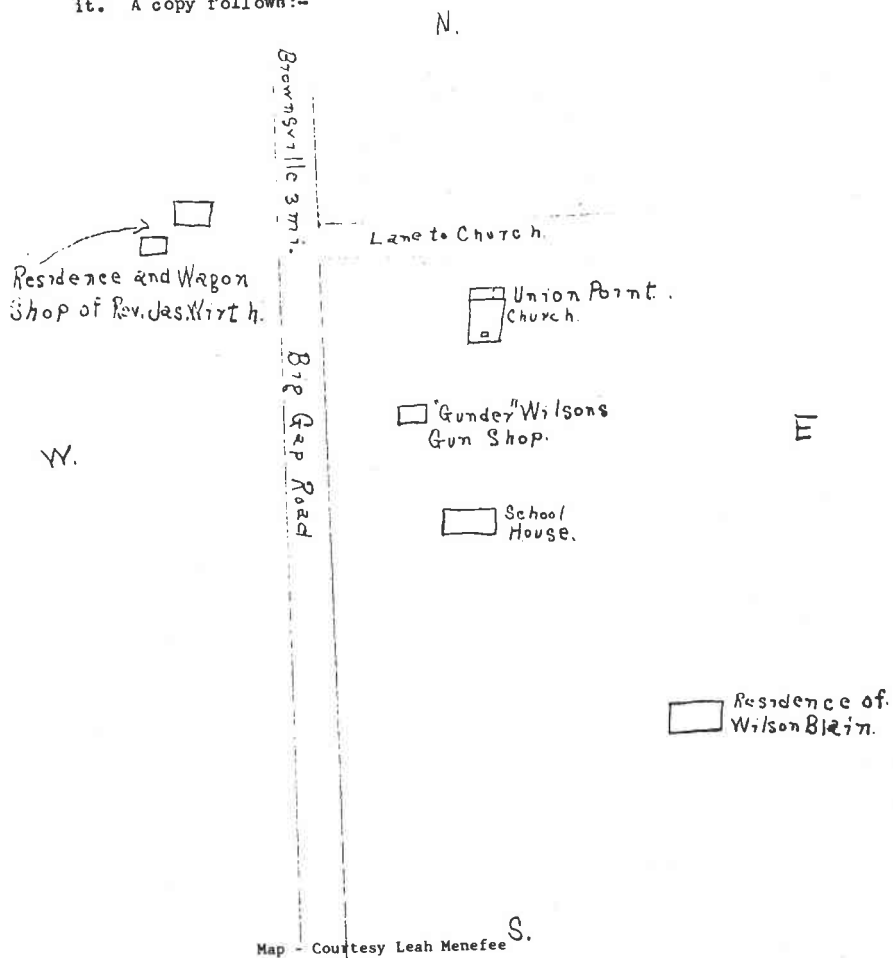 it. A copy follows:-
N.
Brownsville 3 mi.
Lane to Church.
Residence and Wagon
Shop of Rev. Jas. Wirth.
Union Point.
Church.
Big Gap Road
"Gunder" Wilsons
Gun Shop.
W.
E
School
House.
Residence of.
Wilson Blain.
S.
Map - Courtesy Leah Menefee